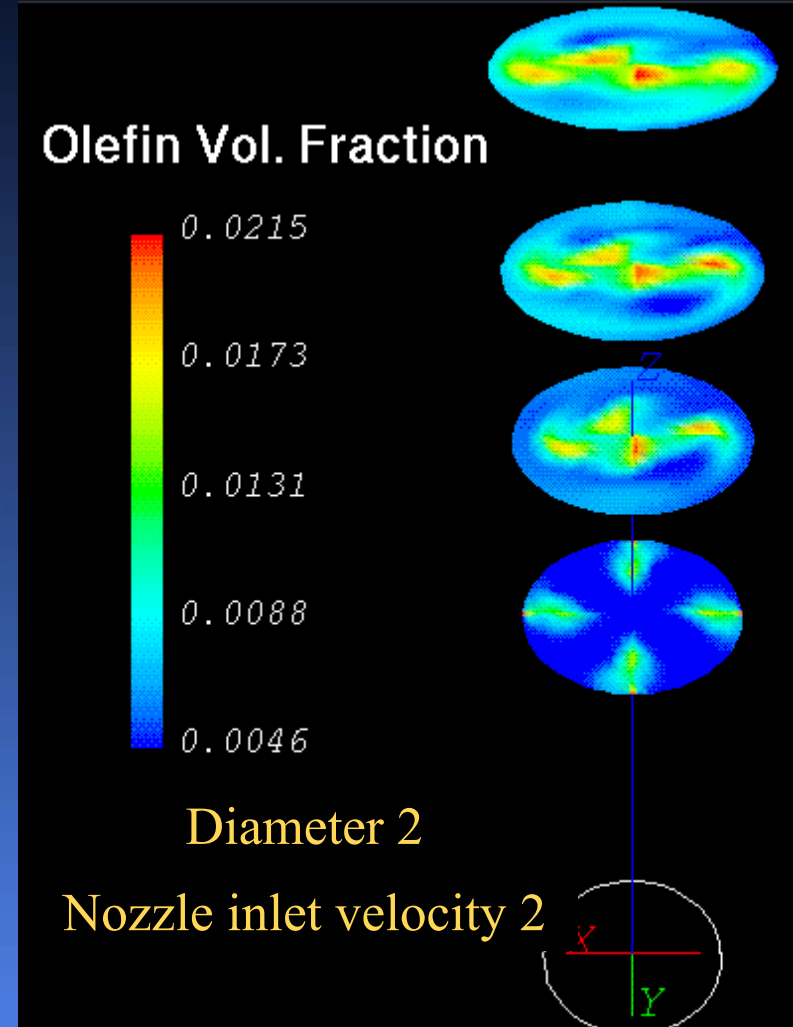 Olefin Vol. Fraction
0.0215
0.0173
0.0131
0.0088
0.0046
Z
Diameter 2
Nozzle inlet velocity 2
X
Y